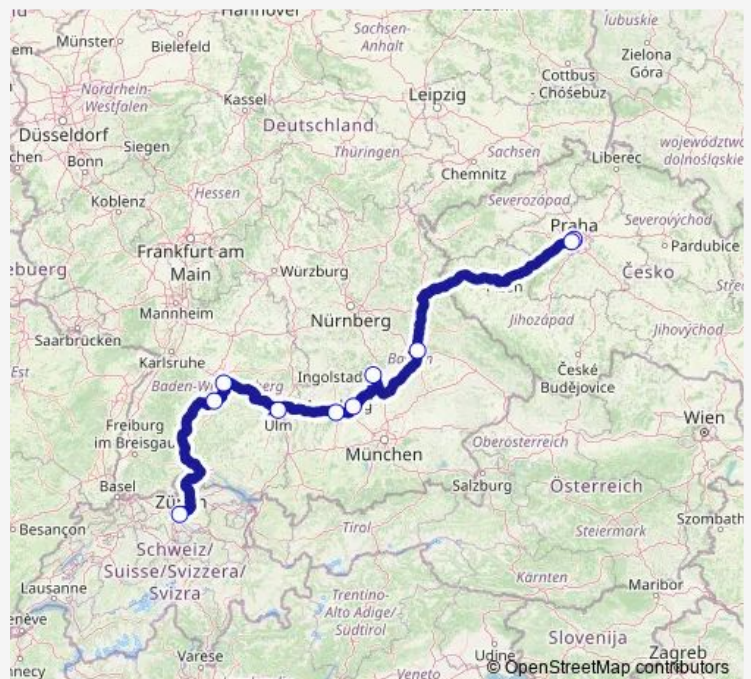 Hannover
Münster
Bielefeld
Sachsen-
Anhalt
lubuskie
Zielona
Góra
Nordrhein-
Westfalen
Kassel
Leipzig
Cottbus
- Chóśebuz
Düsseldorf
Deutschland
Siegen
Bonn
Thüringen
Sachsen
województwo
dolnośląskie
Liberec
Chemnitz
Koblenz
Hessen
Severozápad
Frankfurt am
Main
Praha
Severovýchod
Pardubice
Würzburg
Česko
Mannheim
Nürnberg
Jihozápad
Jihovýchod
Saarbrücken
Karlsruhe
Ingolstad
České
Budějovice
Ulm
Freiburg
im Breisgau
München
Wien
Oberösterreich
Basel
Salzburg
Österreich
Besançon
Tirol
Steiermark
Szombath
Schweiz/
Suisse/Svizzera/
Svizra
Kärnten
Lausanne
Trentino-
Alto Adige/
Südtirol
Maribor
Slovenija
Varese
Udine
Zagreb
Veneto
© OpenStreetMap contributors